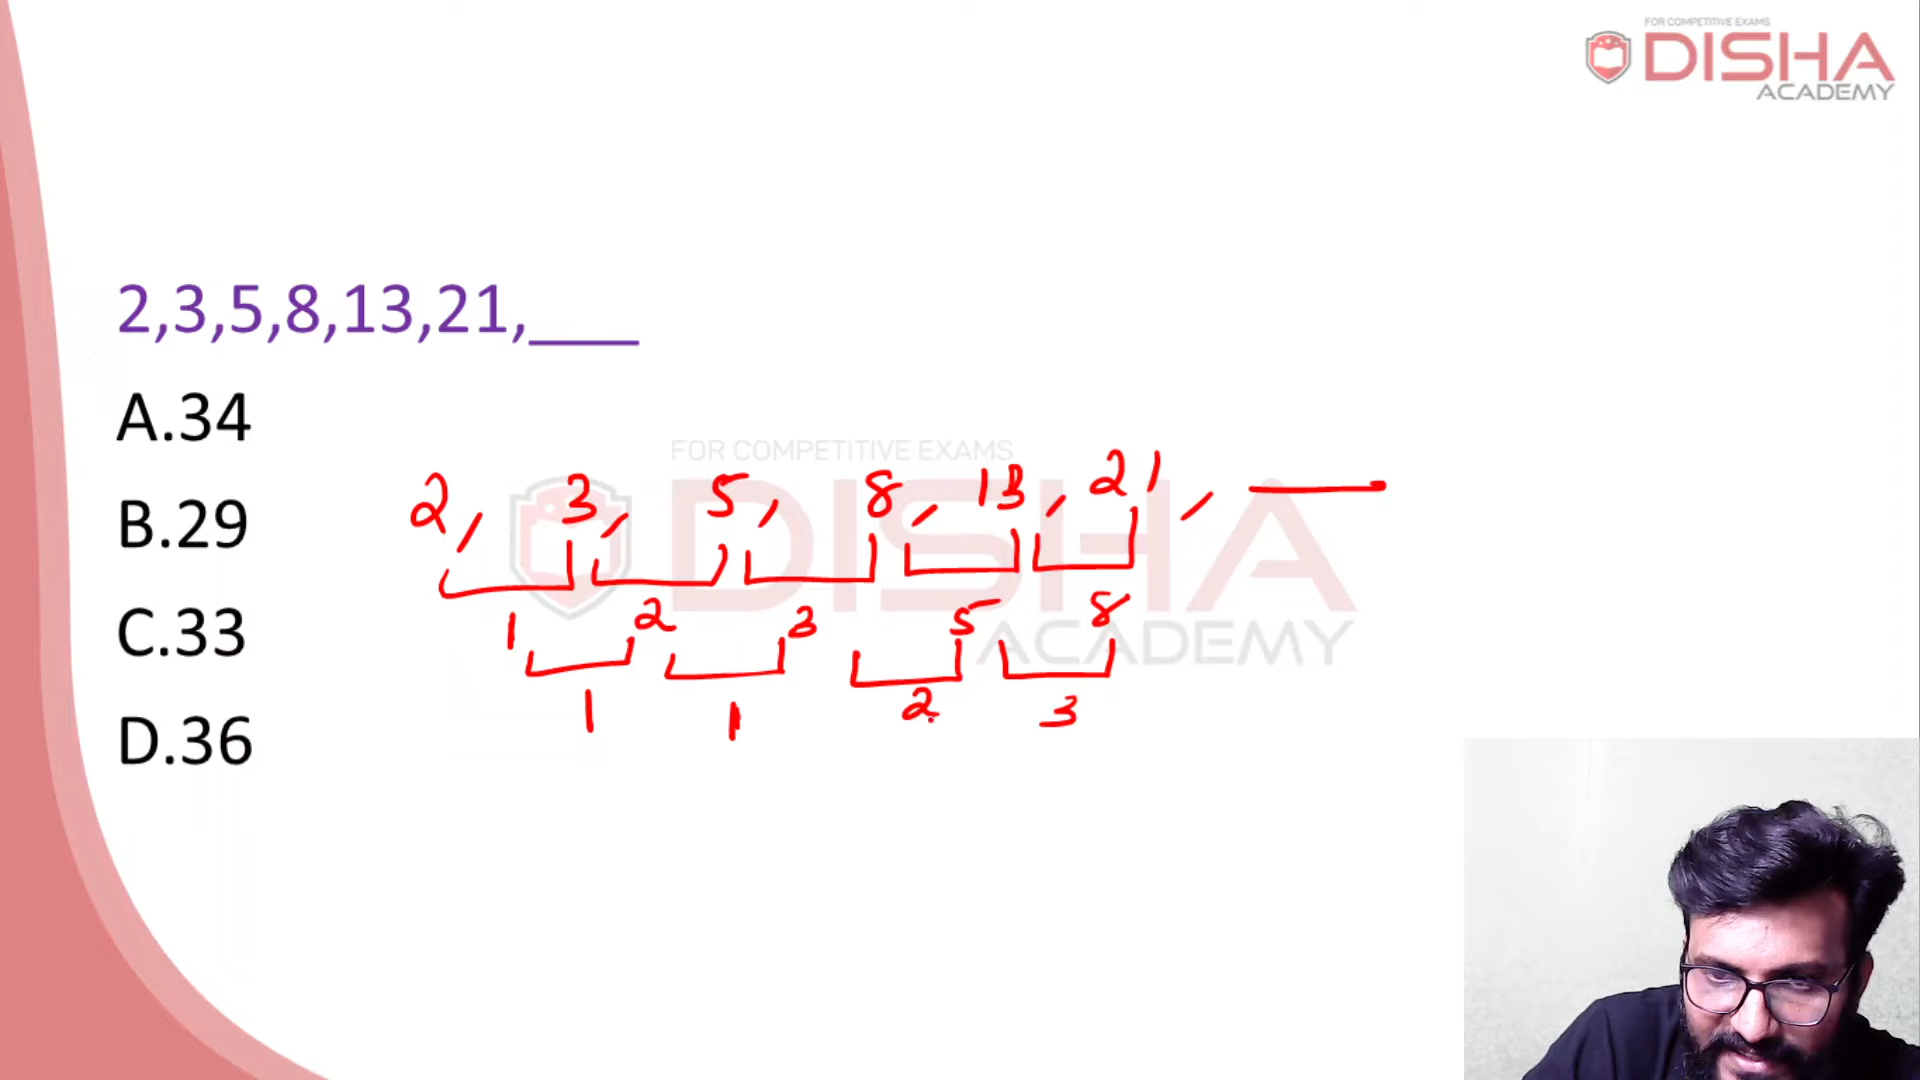 FOR COMPETITIVE EXAMS
DISHA
ACADEMY
2,3,5,8,13,21,____
A.34
B.29
C.33
D.36
FOR COMPETITIVE EXAMS
DISHA
ACADEMY
2, 3, 5, 8, 13, 21, ____
1 2 3 5 8
1 1 2 3